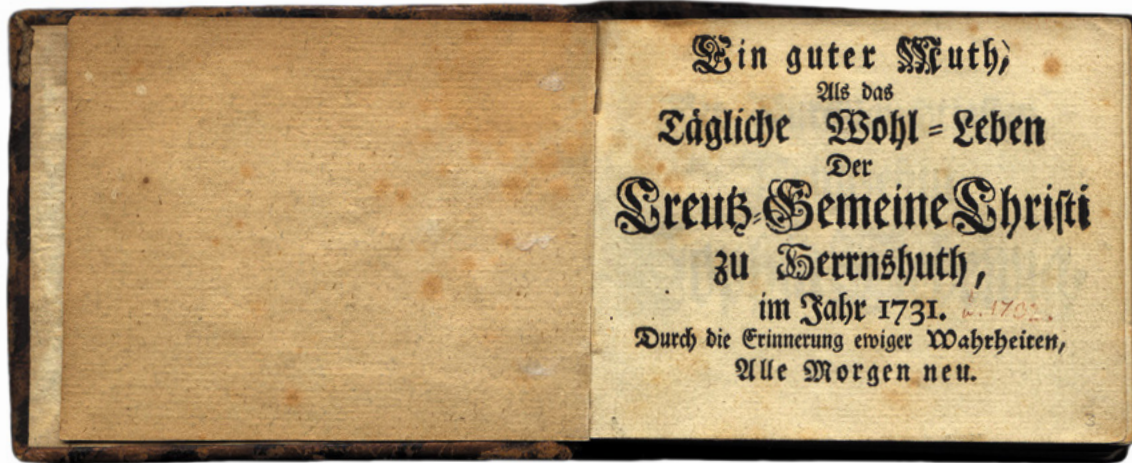 Ein guter Muth,
Als das
Tägliche Wohl-Leben
Der
Creutz-Gemeine Christi
zu Herrnshuth,
im Jahr 1731. u. 1732.
Durch die Erinnerung ewiger Wahrheiten,
Alle Morgen neu.